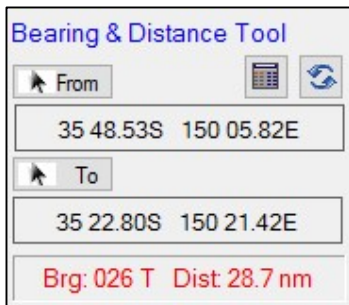 Bearing & Distance Tool
From
35 48.53S 150 05.82E
To
35 22.80S 150 21.42E
Brg: 026 T Dist: 28.7 nm